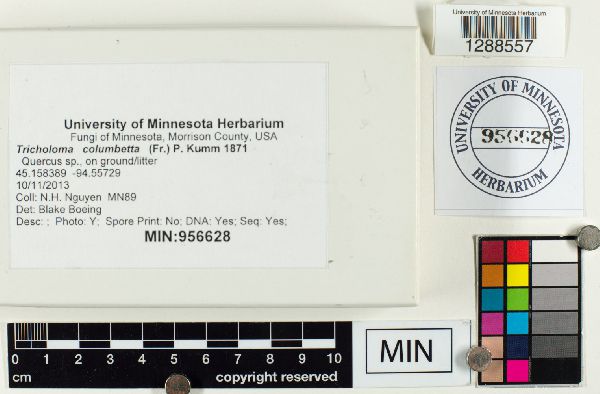 University of Minnesota Herbarium
1288557
University of Minnesota Herbarium
Fungi of Minnesota, Morrison County, USA
Tricholoma columbetta (Fr.) P. Kumm 1871
Quercus sp., on ground/litter
45.158389 -94.55729
10/11/2013
Coll: N.H. Nguyen MN89
Det: Blake Boeing
Desc: ; Photo: Y; Spore Print: No; DNA: Yes; Seq: Yes;
MIN:956628
UNIVERSITY OF MINNESOTA
956628
HERBARIUM
0 1 2 3 4 5 6 7 8 9 10
cm copyright reserved
MIN